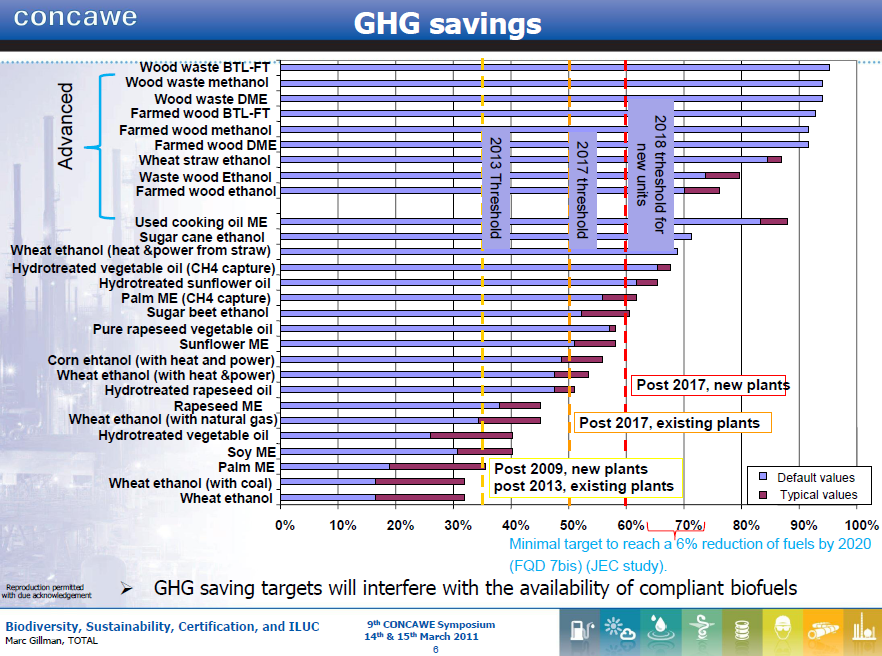 concawe
GHG savings
Advanced
Wood waste BTL-FT
Wood waste methanol
Wood waste DME
Farmed wood BTL-FT
Farmed wood methanol
Farmed wood DME
Wheat straw ethanol
Waste wood Ethanol
Farmed wood ethanol
Used cooking oil ME
Sugar cane ethanol
Wheat ethanol (heat &power from straw)
Hydrotreated vegetable oil (CH4 capture)
Hydrotreated sunflower oil
Palm ME (CH4 capture)
Sugar beet ethanol
Pure rapeseed vegetable oil
Sunflower ME
Corn ehtanol (with heat and power)
Wheat ethanol (with heat &power)
Hydrotreated rapeseed oil
Rapeseed ME
Wheat ethanol (with natural gas)
Hydrotreated vegetable oil
Soy ME
Palm ME
Wheat ethanol (with coal)
Wheat ethanol
2013 Threshold
2017 threshold
2018 trheshold for
new units
Post 2017, new plants
Post 2017, existing plants
Post 2009, new plants
post 2013, existing plants
Default values
Typical values
0% 10% 20% 30% 40% 50% 60% 70% 80% 90% 100%
Minimal target to reach a 6% reduction of fuels by 2020
(FQD 7bis) (JEC study).
Reproduction permitted
with due acknowledgement
➢ GHG saving targets will interfere with the availability of compliant biofuels
Biodiversity, Sustainability, Certification, and ILUC
Marc Gillman, TOTAL
9th CONCAWE Symposium
14th & 15th March 2011
6